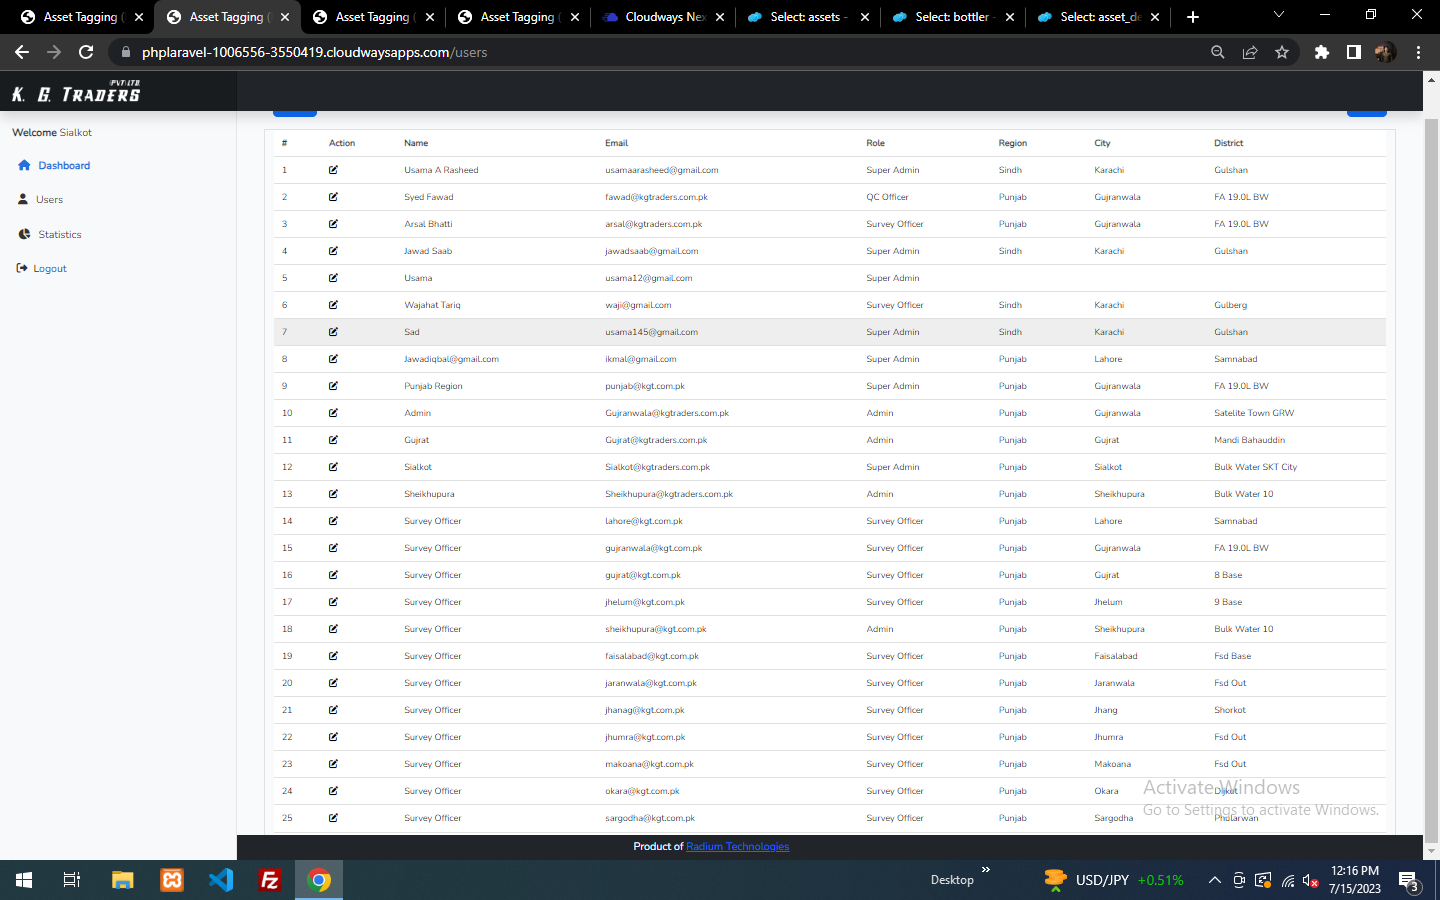 Asset Tagging ( Asset Tagging ( Asset Tagging ( Asset Tagging ( Cloudways Nex Select: assets - Select: bottler - Select: asset_de
phplaravel-1006556-3550419.cloudwaysapps.com/users
(PVT) LTD
K. G. TRADERS
Welcome Sialkot
Dashboard
Users
Statistics
Logout
# Action Name Email Role Region City District
1 Usama A Rasheed usamaarasheed@gmail.com Super Admin Sindh Karachi Gulshan
2 Syed Fawad fawad@kgtraders.com.pk QC Officer Punjab Gujranwala FA 19.0L BW
3 Arsal Bhatti arsal@kgtraders.com.pk Survey Officer Punjab Gujranwala FA 19.0L BW
4 Jawad Saab jawadsaab@gmail.com Super Admin Sindh Karachi Gulshan
5 Usama usama12@gmail.com Super Admin
6 Wajahat Tariq waji@gmail.com Survey Officer Sindh Karachi Gulberg
7 Sad usama145@gmail.com Super Admin Sindh Karachi Gulshan
8 Jawadiqbal@gmail.com ikmal@gmail.com Super Admin Punjab Lahore Samnabad
9 Punjab Region punjab@kgt.com.pk Super Admin Punjab Gujranwala FA 19.0L BW
10 Admin Gujranwala@kgtraders.com.pk Admin Punjab Gujranwala Satelite Town GRW
11 Gujrat Gujrat@kgtraders.com.pk Admin Punjab Gujrat Mandi Bahauddin
12 Sialkot Sialkot@kgtraders.com.pk Super Admin Punjab Sialkot Bulk Water SKT City
13 Sheikhupura Sheikhupura@kgtraders.com.pk Admin Punjab Sheikhupura Bulk Water 10
14 Survey Officer lahore@kgt.com.pk Survey Officer Punjab Lahore Samnabad
15 Survey Officer gujranwala@kgt.com.pk Survey Officer Punjab Gujranwala FA 19.0L BW
16 Survey Officer gujrat@kgt.com.pk Survey Officer Punjab Gujrat 8 Base
17 Survey Officer jhelum@kgt.com.pk Survey Officer Punjab Jhelum 9 Base
18 Survey Officer sheikhupura@kgt.com.pk Admin Punjab Sheikhupura Bulk Water 10
19 Survey Officer faisalabad@kgt.com.pk Survey Officer Punjab Faisalabad Fsd Base
20 Survey Officer jaranwala@kgt.com.pk Survey Officer Punjab Jaranwala Fsd Out
21 Survey Officer jhanag@kgt.com.pk Survey Officer Punjab Jhang Shorkot
22 Survey Officer jhumra@kgt.com.pk Survey Officer Punjab Jhumra Fsd Out
23 Survey Officer makoana@kgt.com.pk Survey Officer Punjab Makoana Fsd Out
24 Survey Officer okara@kgt.com.pk Survey Officer Punjab Okara Dijkot
25 Survey Officer sargodha@kgt.com.pk Survey Officer Punjab Sargodha Phularwan
Activate Windows
Go to Settings to activate Windows.
Product of Radium Technologies
Desktop USD/JPY +0.51% 12:16 PM
7/15/2023
3